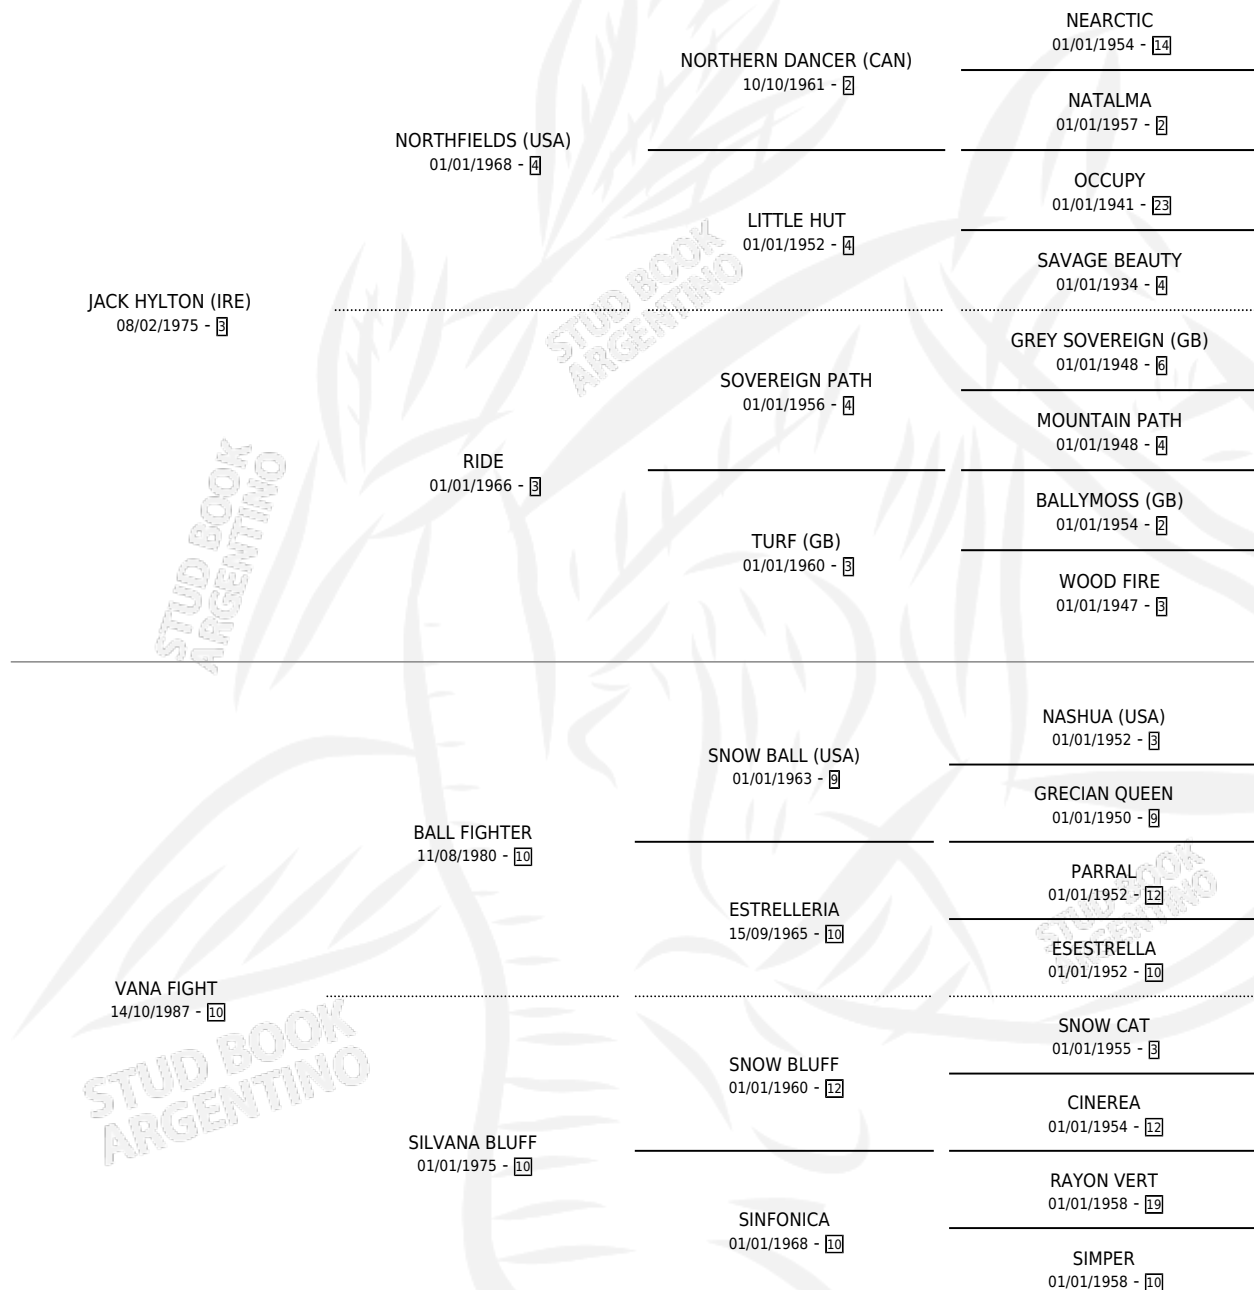 NEARCTIC
01/01/1954 - 14
NORTHERN DANCER (CAN)
10/10/1961 - 2
NATALMA
01/01/1957 - 2
NORTHFIELDS (USA)
01/01/1968 - 4
OCCUPY
01/01/1941 - 23
LITTLE HUT
01/01/1952 - 4
SAVAGE BEAUTY
01/01/1934 - 4
JACK HYLTON (IRE)
08/02/1975 - 3
GREY SOVEREIGN (GB)
01/01/1948 - 6
SOVEREIGN PATH
01/01/1956 - 4
MOUNTAIN PATH
01/01/1948 - 4
RIDE
01/01/1966 - 3
BALLYMOSS (GB)
01/01/1954 - 2
TURF (GB)
01/01/1960 - 3
WOOD FIRE
01/01/1947 - 3
NASHUA (USA)
01/01/1952 - 3
SNOW BALL (USA)
01/01/1963 - 9
GRECIAN QUEEN
01/01/1950 - 9
BALL FIGHTER
11/08/1980 - 10
PARRAL
01/01/1952 - 12
ESTRELLERIA
15/09/1965 - 10
ESESTRELLA
01/01/1952 - 10
VANA FIGHT
14/10/1987 - 10
SNOW CAT
01/01/1955 - 3
SNOW BLUFF
01/01/1960 - 12
CINEREA
01/01/1954 - 12
SILVANA BLUFF
01/01/1975 - 10
RAYON VERT
01/01/1958 - 19
SINFONICA
01/01/1968 - 10
SIMPER
01/01/1958 - 10
STUD BOOK
ARGENTINO
STUD BOOK
ARGENTINO
STUD BOOK
ARGENTINO
STUD BOOK
ARGENTINO